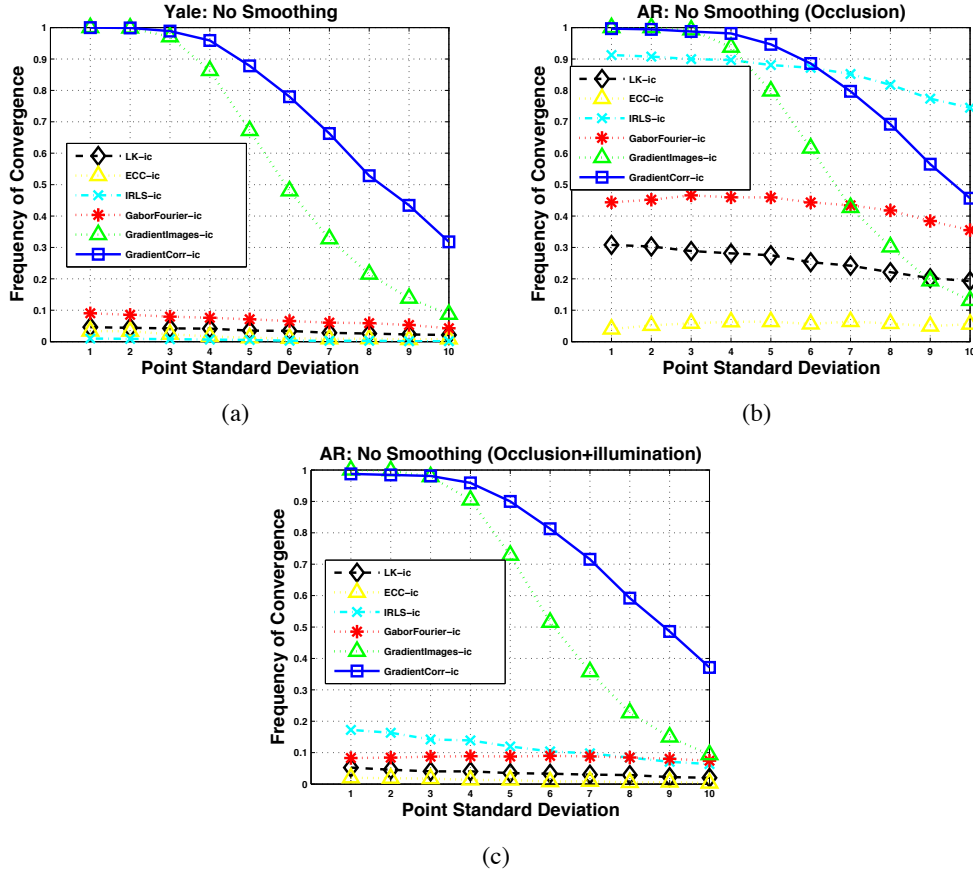 Yale: No Smoothing
Frequency of Convergence
1
0.9
0.8
0.7
0.6
0.5
0.4
0.3
0.2
0.1
0
LK-ic
ECC-ic
IRLS-ic
GaborFourier-ic
GradientImages-ic
GradientCorr-ic
1 2 3 4 5 6 7 8 9 10
Point Standard Deviation
(a)
AR: No Smoothing (Occlusion)
Frequency of Convergence
1
0.9
0.8
0.7
0.6
0.5
0.4
0.3
0.2
0.1
0
LK-ic
ECC-ic
IRLS-ic
GaborFourier-ic
GradientImages-ic
GradientCorr-ic
1 2 3 4 5 6 7 8 9 10
Point Standard Deviation
(b)
AR: No Smoothing (Occlusion+illumination)
Frequency of Convergence
1
0.9
0.8
0.7
0.6
0.5
0.4
0.3
0.2
0.1
0
LK-ic
ECC-ic
IRLS-ic
GaborFourier-ic
GradientImages-ic
GradientCorr-ic
1 2 3 4 5 6 7 8 9 10
Point Standard Deviation
(c)